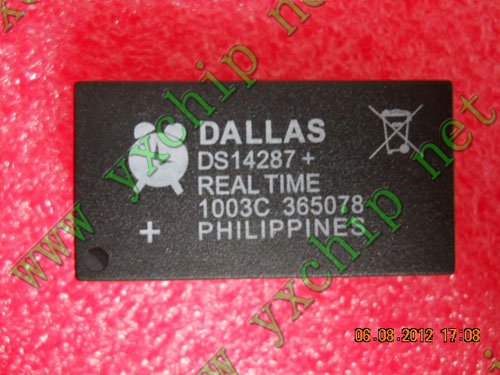 DALLAS
DS14287 +
REAL TIME
1003C 365078
+ PHILIPPINES
www yxchip net
www yxchip net
06.08.2012 17:08